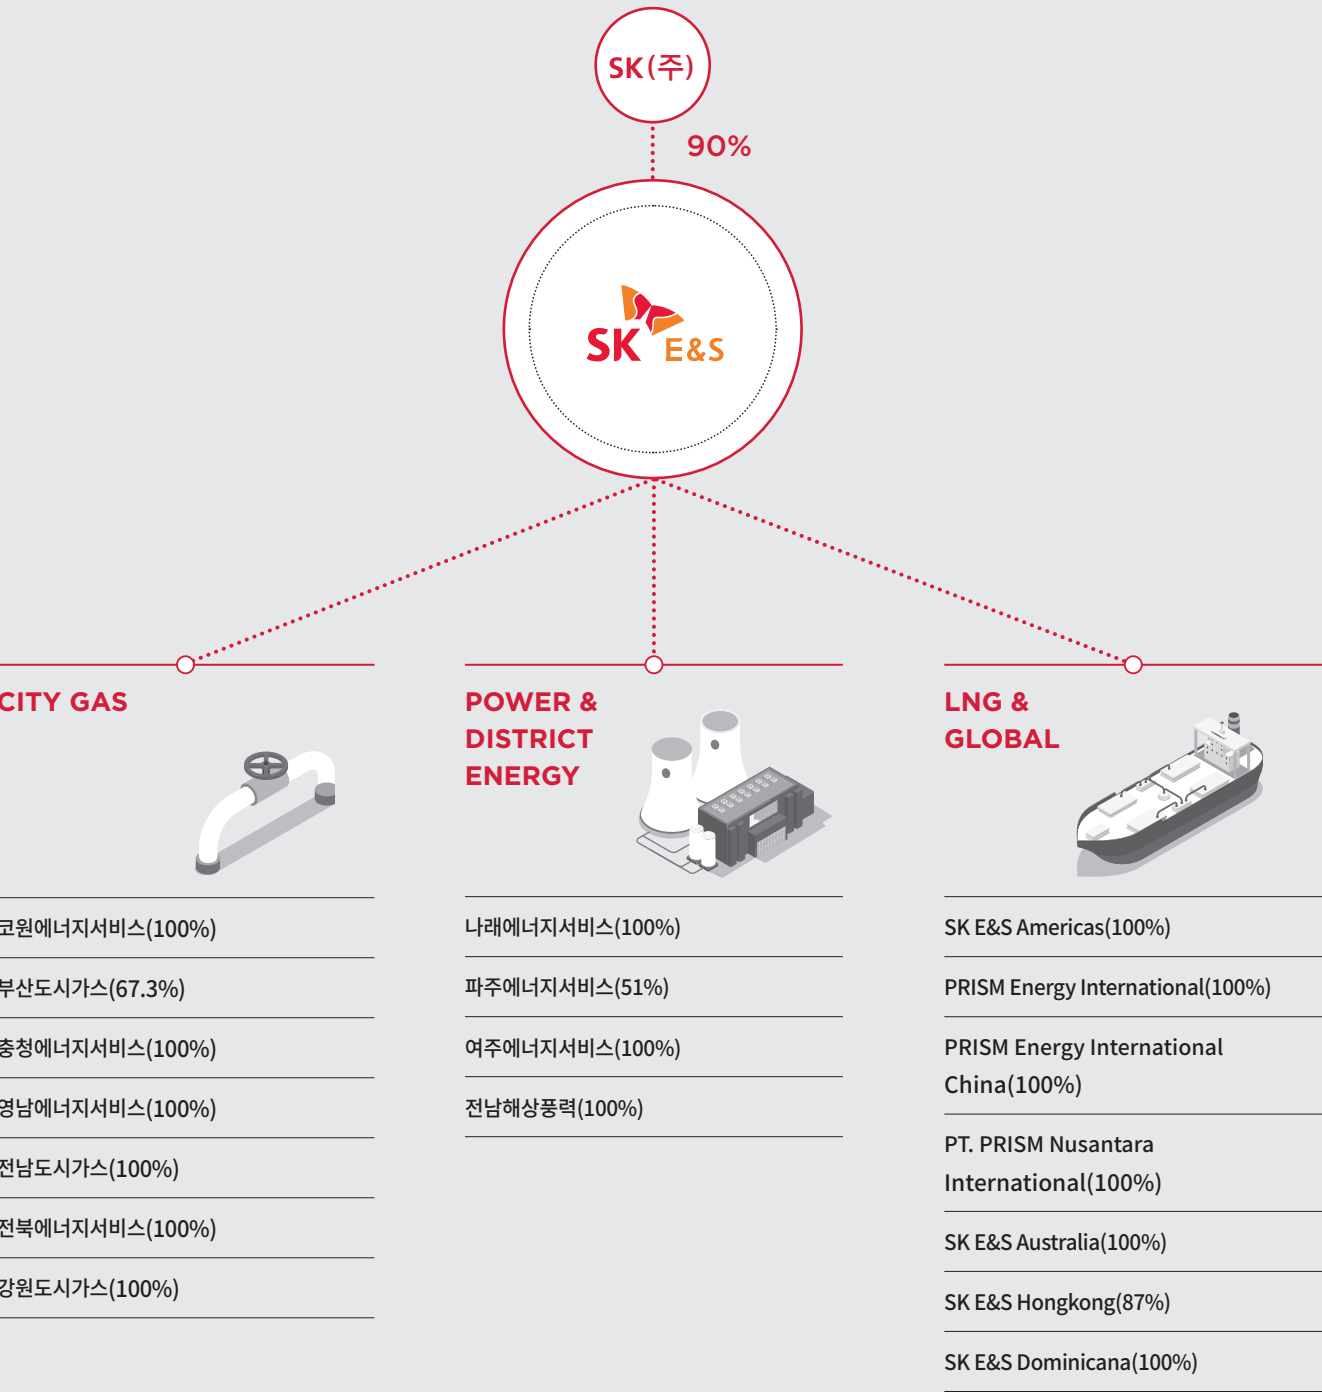 SK(주)
90%
SK E&S
CITY GAS
코원에너지서비스(100%)
부산도시가스(67.3%)
충청에너지서비스(100%)
영남에너지서비스(100%)
전남도시가스(100%)
전북에너지서비스(100%)
강원도시가스(100%)
POWER &
DISTRICT
ENERGY
나래에너지서비스(100%)
파주에너지서비스(51%)
여주에너지서비스(100%)
전남해상풍력(100%)
LNG &
GLOBAL
SK E&S Americas(100%)
PRISM Energy International(100%)
PRISM Energy International
China(100%)
PT. PRISM Nusantara
International(100%)
SK E&S Australia(100%)
SK E&S Hongkong(87%)
SK E&S Dominicana(100%)